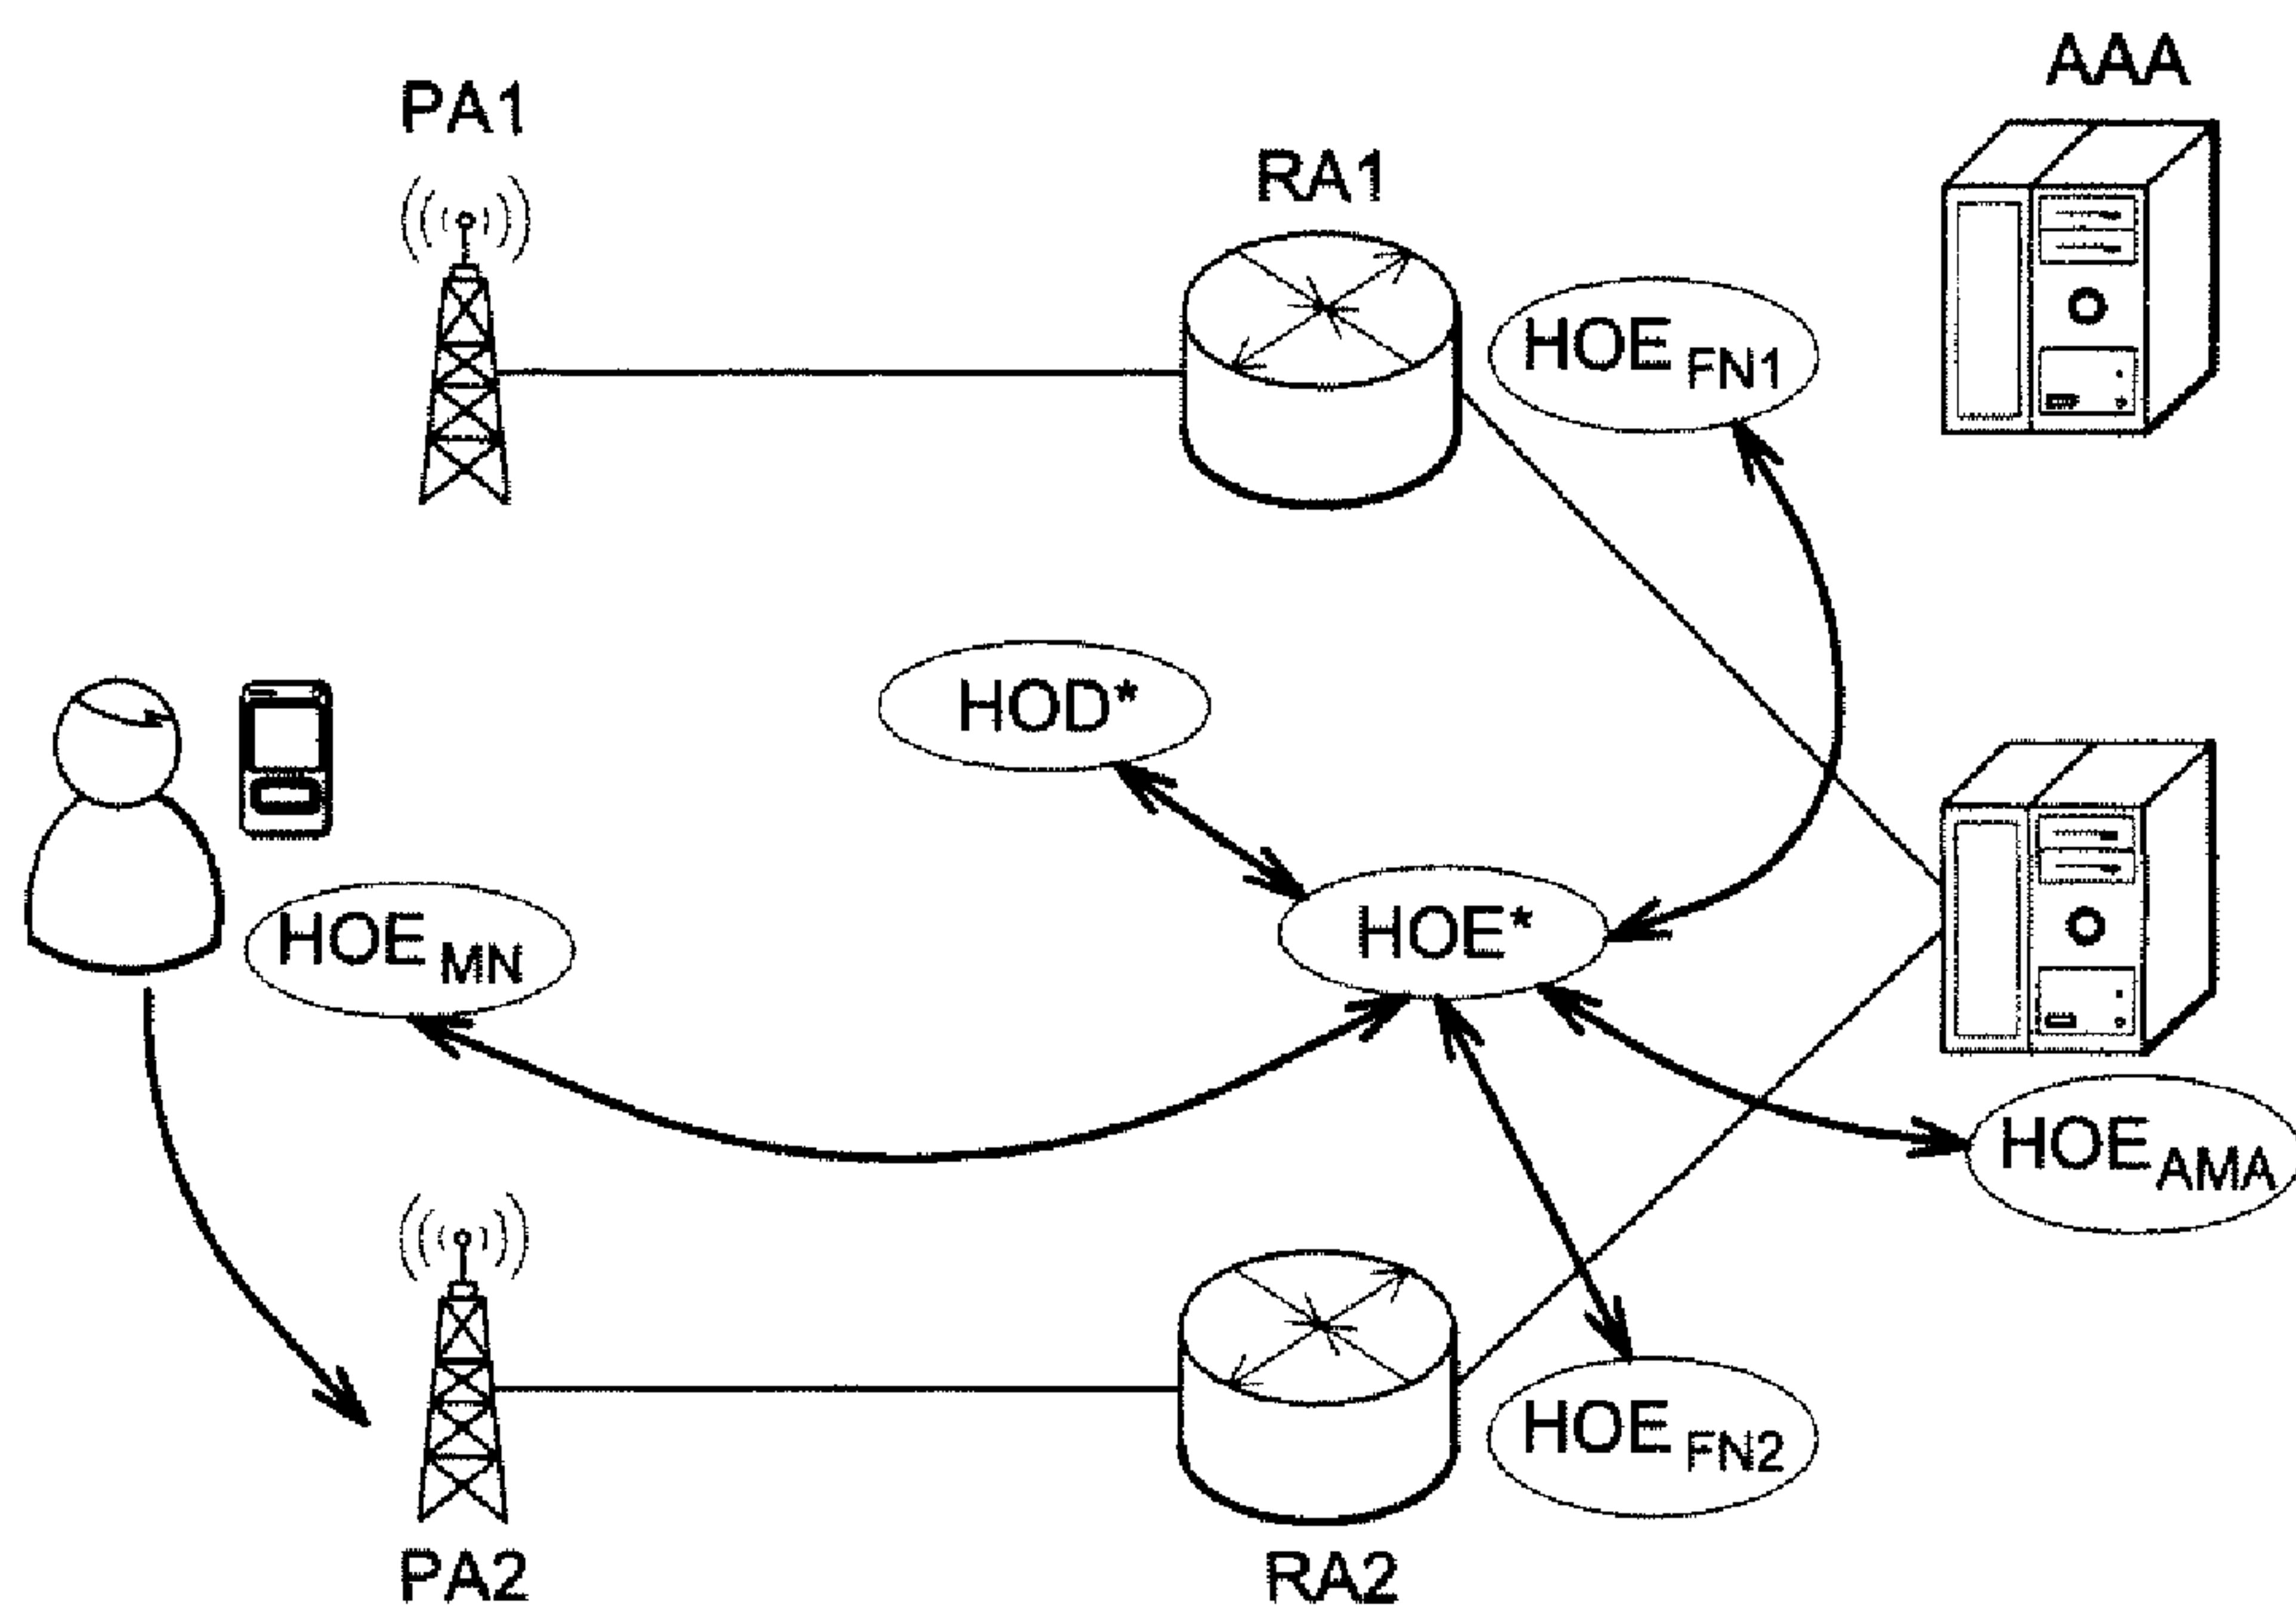 AAA
PA1
RA1
HOE FN1
HOD*
HOE*
HOE MN
HOE AMA
HOE FN2
PA2
RA2